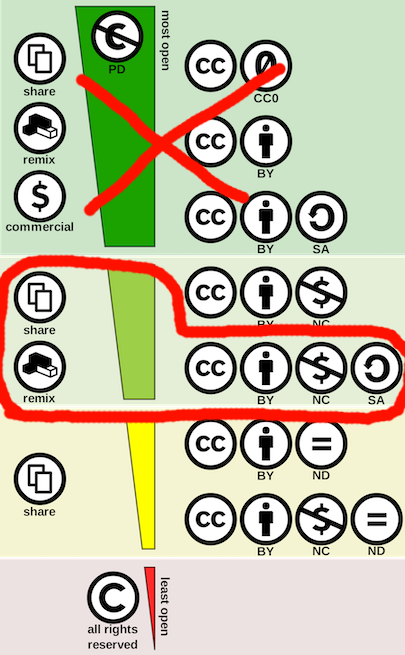 most open
PD
share
CC
0
CC0
remix
CC
BY
$
commercial
CC
BY SA
CC
$
BY NC
share
CC
$
remix
BY NC SA
CC
=
BY ND
share
CC
$
=
BY NC ND
C
least open
all rights
reserved